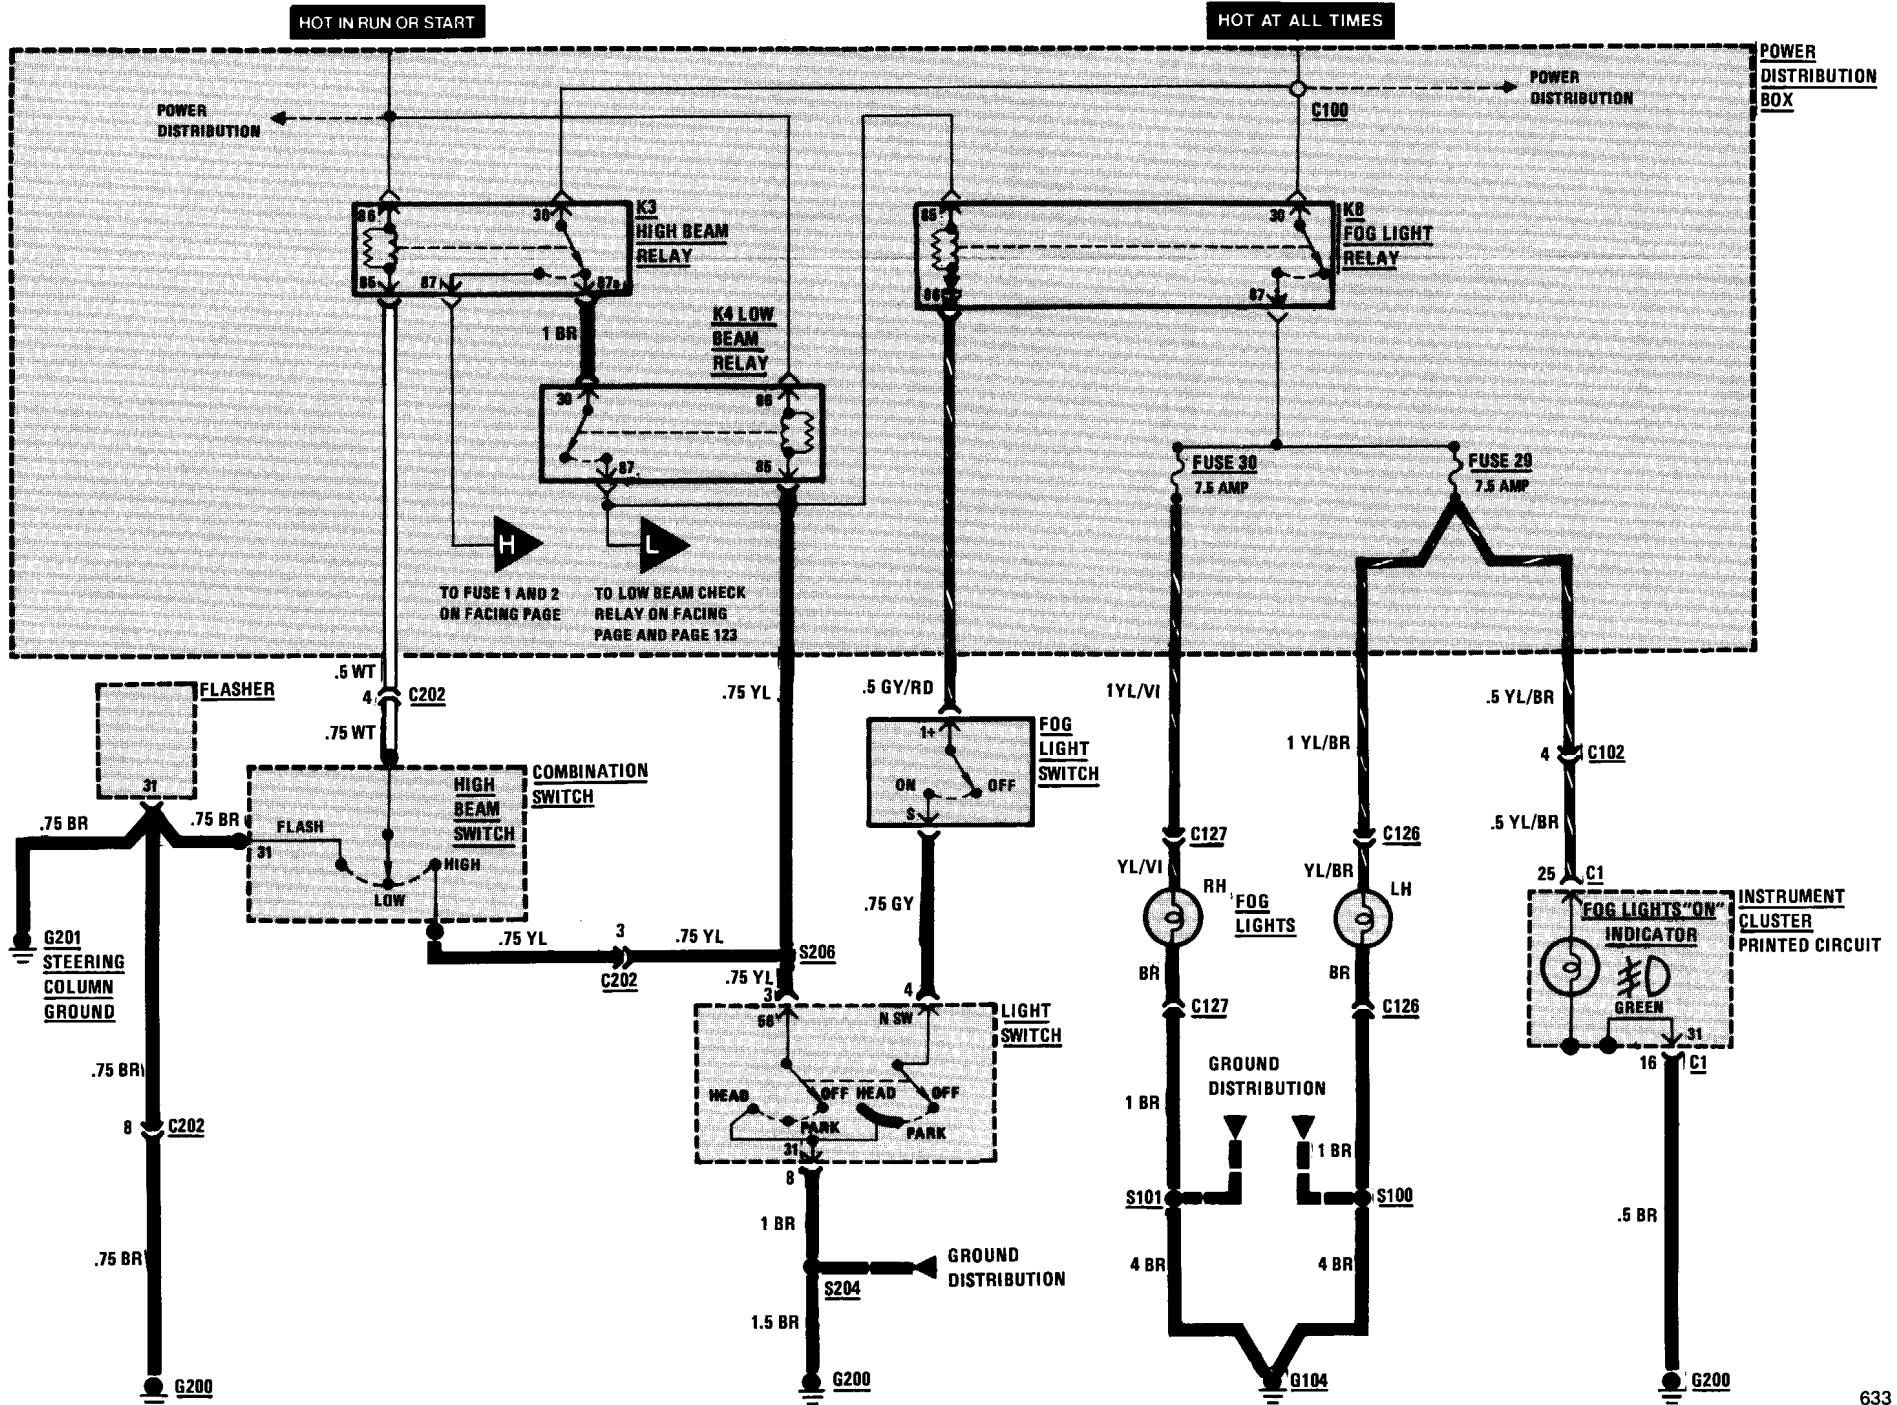 HOT IN RUN OR START
HOT AT ALL TIMES
POWER
DISTRIBUTION
BOX
POWER
DISTRIBUTION
POWER
DISTRIBUTION
C100
86
30
K3
HIGH BEAM
RELAY
85
87
87a
85
30
K8
FOG LIGHT
RELAY
86
87
1 BR
K4 LOW
BEAM
RELAY
30
86
87
85
FUSE 30
7.5 AMP
FUSE 29
7.5 AMP
H
L
TO FUSE 1 AND 2
ON FACING PAGE
TO LOW BEAM CHECK
RELAY ON FACING
PAGE AND PAGE 123
.5 WT
4
C202
.75 WT
.75 YL
.5 GY/RD
1YL/VI
1 YL/BR
.5 YL/BR
4
C102
.5 YL/BR
FLASHER
31
.75 BR
.75 BR
COMBINATION
SWITCH
HIGH
BEAM
SWITCH
FLASH
31
HIGH
LOW
1+
FOG
LIGHT
SWITCH
ON
OFF
S
G201
STEERING
COLUMN
GROUND
.75 YL
3
C202
.75 YL
S206
.75 YL
3
.75 GY
4
C127
YL/VI
RH
FOG
LIGHTS
BR
C127
C126
YL/BR
LH
BR
C126
25
C1
INSTRUMENT
CLUSTER
PRINTED CIRCUIT
FOG LIGHTS "ON"
INDICATOR
GREEN
31
16
C1
LIGHT
SWITCH
56
N SW
HEAD
OFF
HEAD
OFF
PARK
PARK
31
8
.75 BR
8
C202
.75 BR
G200
1 BR
S204
GROUND
DISTRIBUTION
1.5 BR
G200
GROUND
DISTRIBUTION
1 BR
1 BR
S101
S100
4 BR
4 BR
G104
.5 BR
G200
633